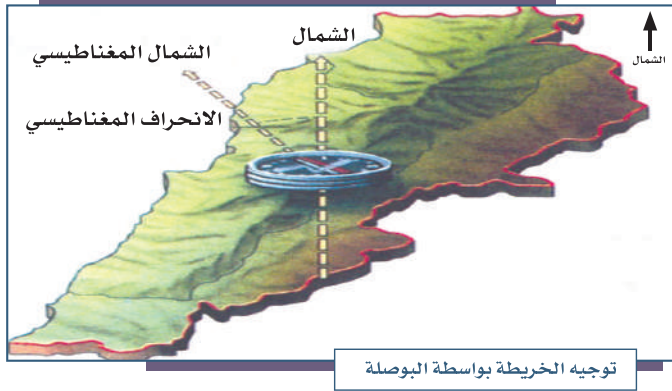 الشمال
الشمال المغناطيسي
الشمال
الانحراف المغناطيسي
توجيه الخريطة بواسطة البوصلة